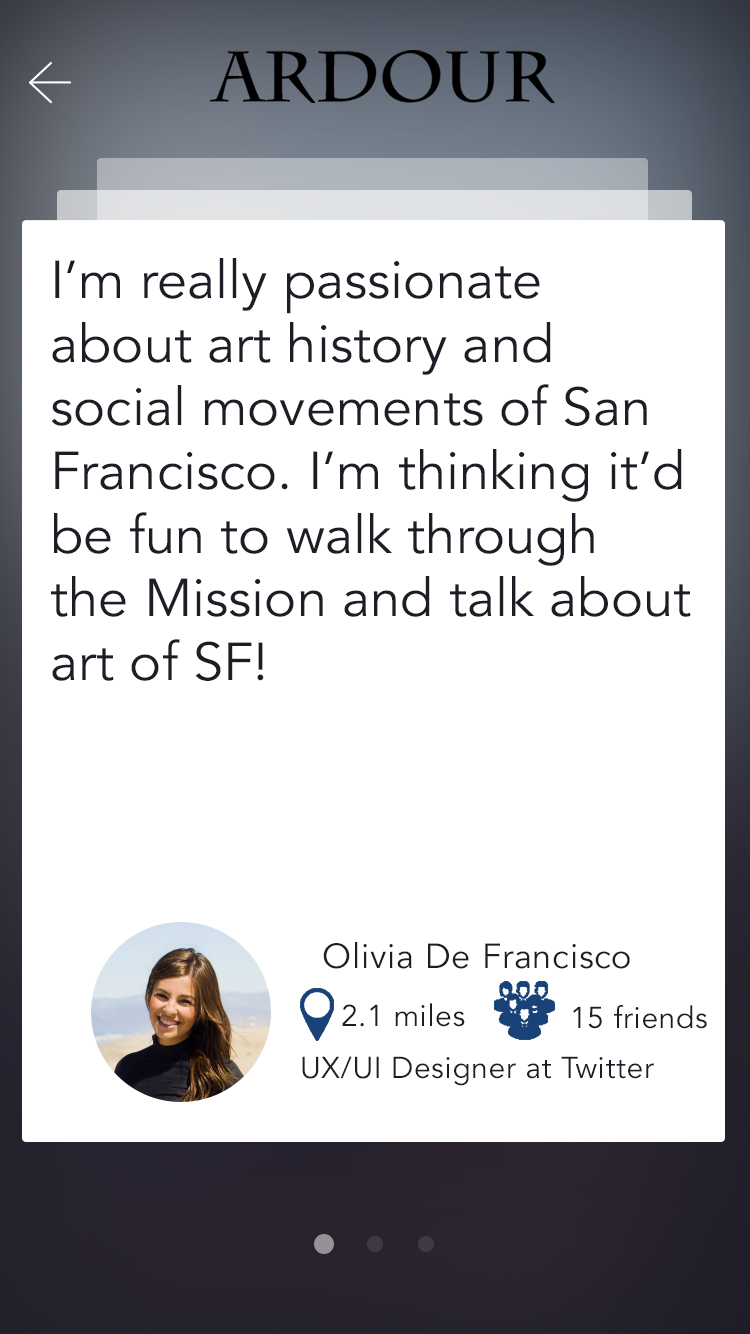 ARDOUR
I’m really passionate
about art history and
social movements of San
Francisco. I’m thinking it’d
be fun to walk through
the Mission and talk about
art of SF!
Olivia De Francisco
2.1 miles 15 friends
UX/UI Designer at Twitter